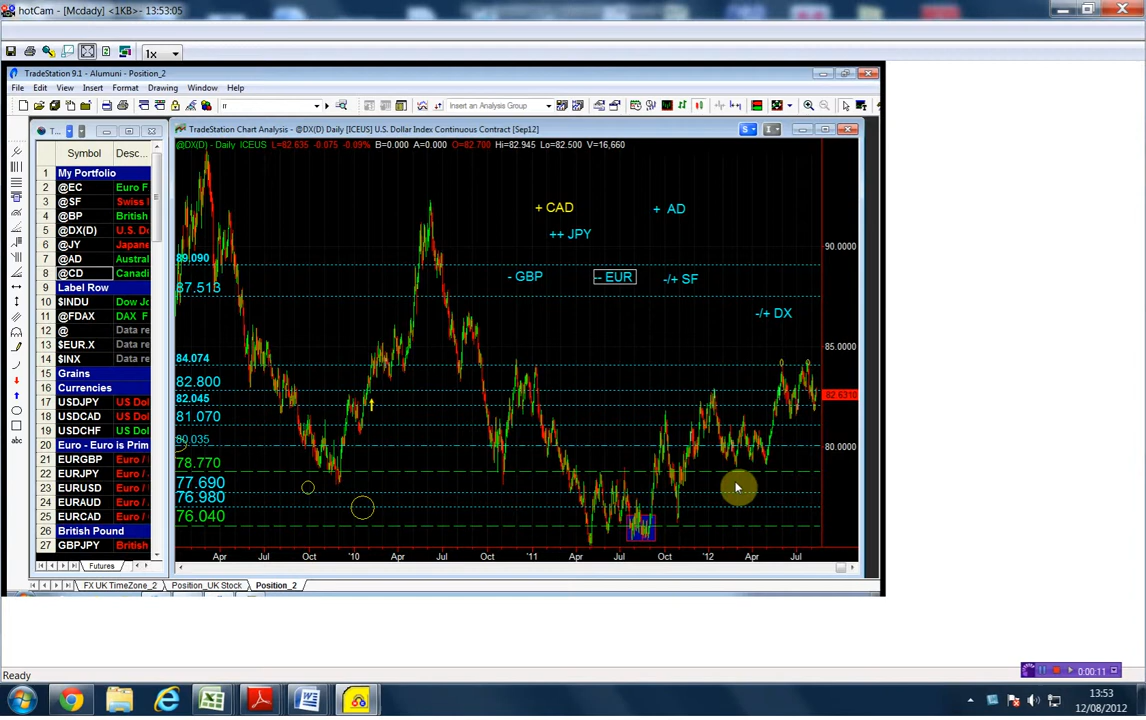 hotCam - [Mcdady] <1KB> - 13:53:05
1x
TradeStation 9.1 - Alumuni - Position_2
File Edit View Insert Format Drawing Window Help
rr Insert an Analysis Group
T... TradeStation Chart Analysis - @DX(D) Daily [ICEUS] U.S. Dollar Index Continuous Contract [Sep12]
@DX(D) - Daily ICEUS L=82.635 -0.075 -0.09% B=0.000 A=0.000 O=82.700 Hi=82.945 Lo=82.500 V=16,660
Symbol Desc...
1 My Portfolio
2 @EC Euro F
3 @SF Swiss I
4 @BP British
5 @DX(D) U.S. D
6 @JY Japane
7 @AD Austral
8 @CD Canadi
9 Label Row
10 $INDU Dow Jo
11 @FDAX DAX F
12 @ Data re
13 $EUR.X Data re
14 $INX Data re
15 Grains
16 Currencies
17 USDJPY US Dol
18 USDCAD US Dol
19 USDCHF US Dol
20 Euro - Euro is Prim
21 EURGBP Euro /
22 EURJPY Euro /
23 EURUSD Euro /
24 EURAUD Euro /
25 EURCAD Euro /
26 British Pound
27 GBPJPY British
+ CAD + AD
++ JPY
- GBP -- EUR -/+ SF
-/+ DX
89.090
87.513
84.074
82.800
82.045
81.070
80.035
78.770
77.690
76.980
76.040
90.0000
85.0000
82.6310
80.0000
Apr Jul Oct '10 Apr Jul Oct '11 Apr Jul Oct '12 Apr Jul
Futures
FX UK TimeZone_2 Position_UK Stock Position_2
Ready
0:00:11
13:53
12/08/2012